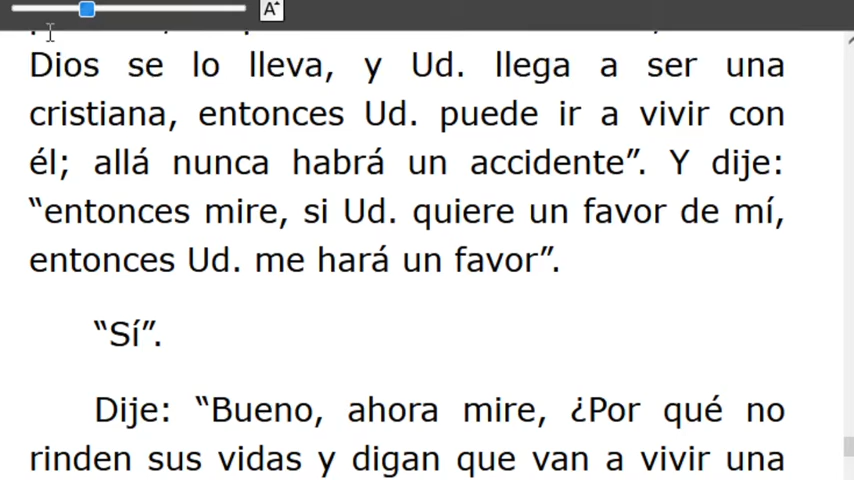 A
Dios se lo lleva, y Ud. llega a ser una
cristiana, entonces Ud. puede ir a vivir con
él; allá nunca habrá un accidente”. Y dije:
“entonces mire, si Ud. quiere un favor de mí,
entonces Ud. me hará un favor”.
“Sí”.
Dije: “Bueno, ahora mire, ¿Por qué no
rinden sus vidas y digan que van a vivir una